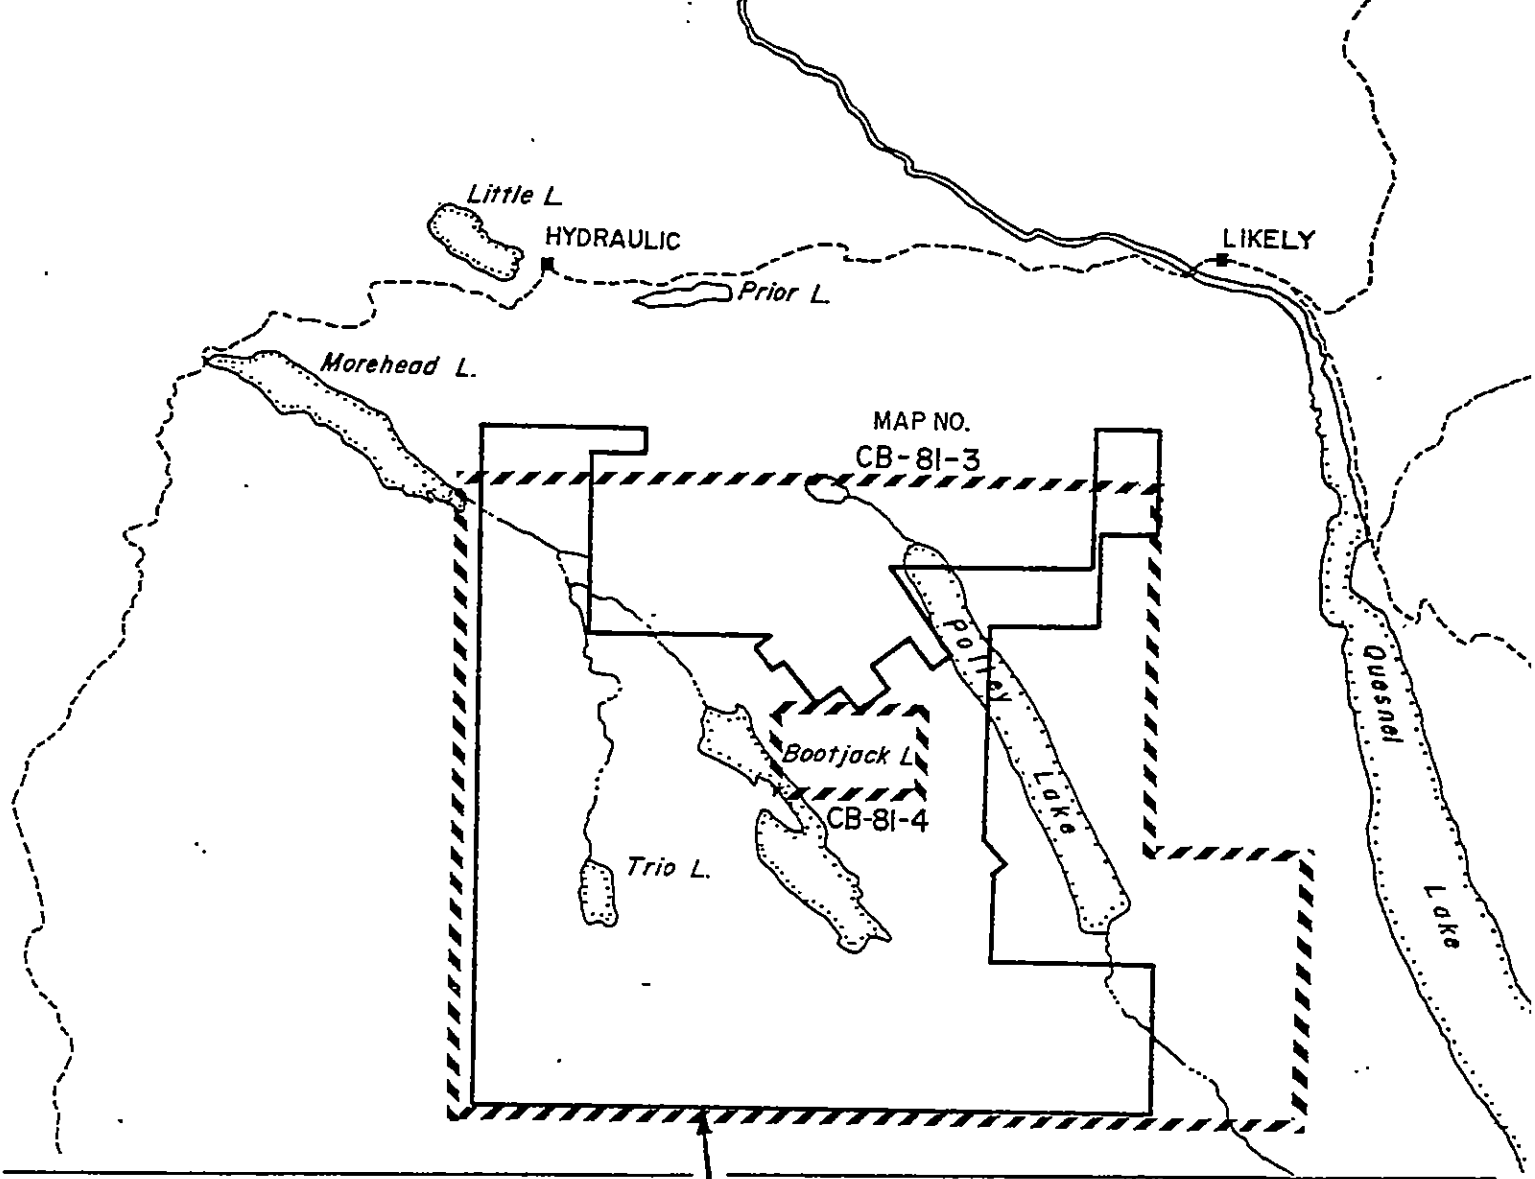 Little L.
HYDRAULIC
LIKELY
Prior L.
Morehead L.
MAP NO.
CB-81-3
Polley
Lake
Quesnel
Lake
Bootjack L.
CB-81-4
Trio L.